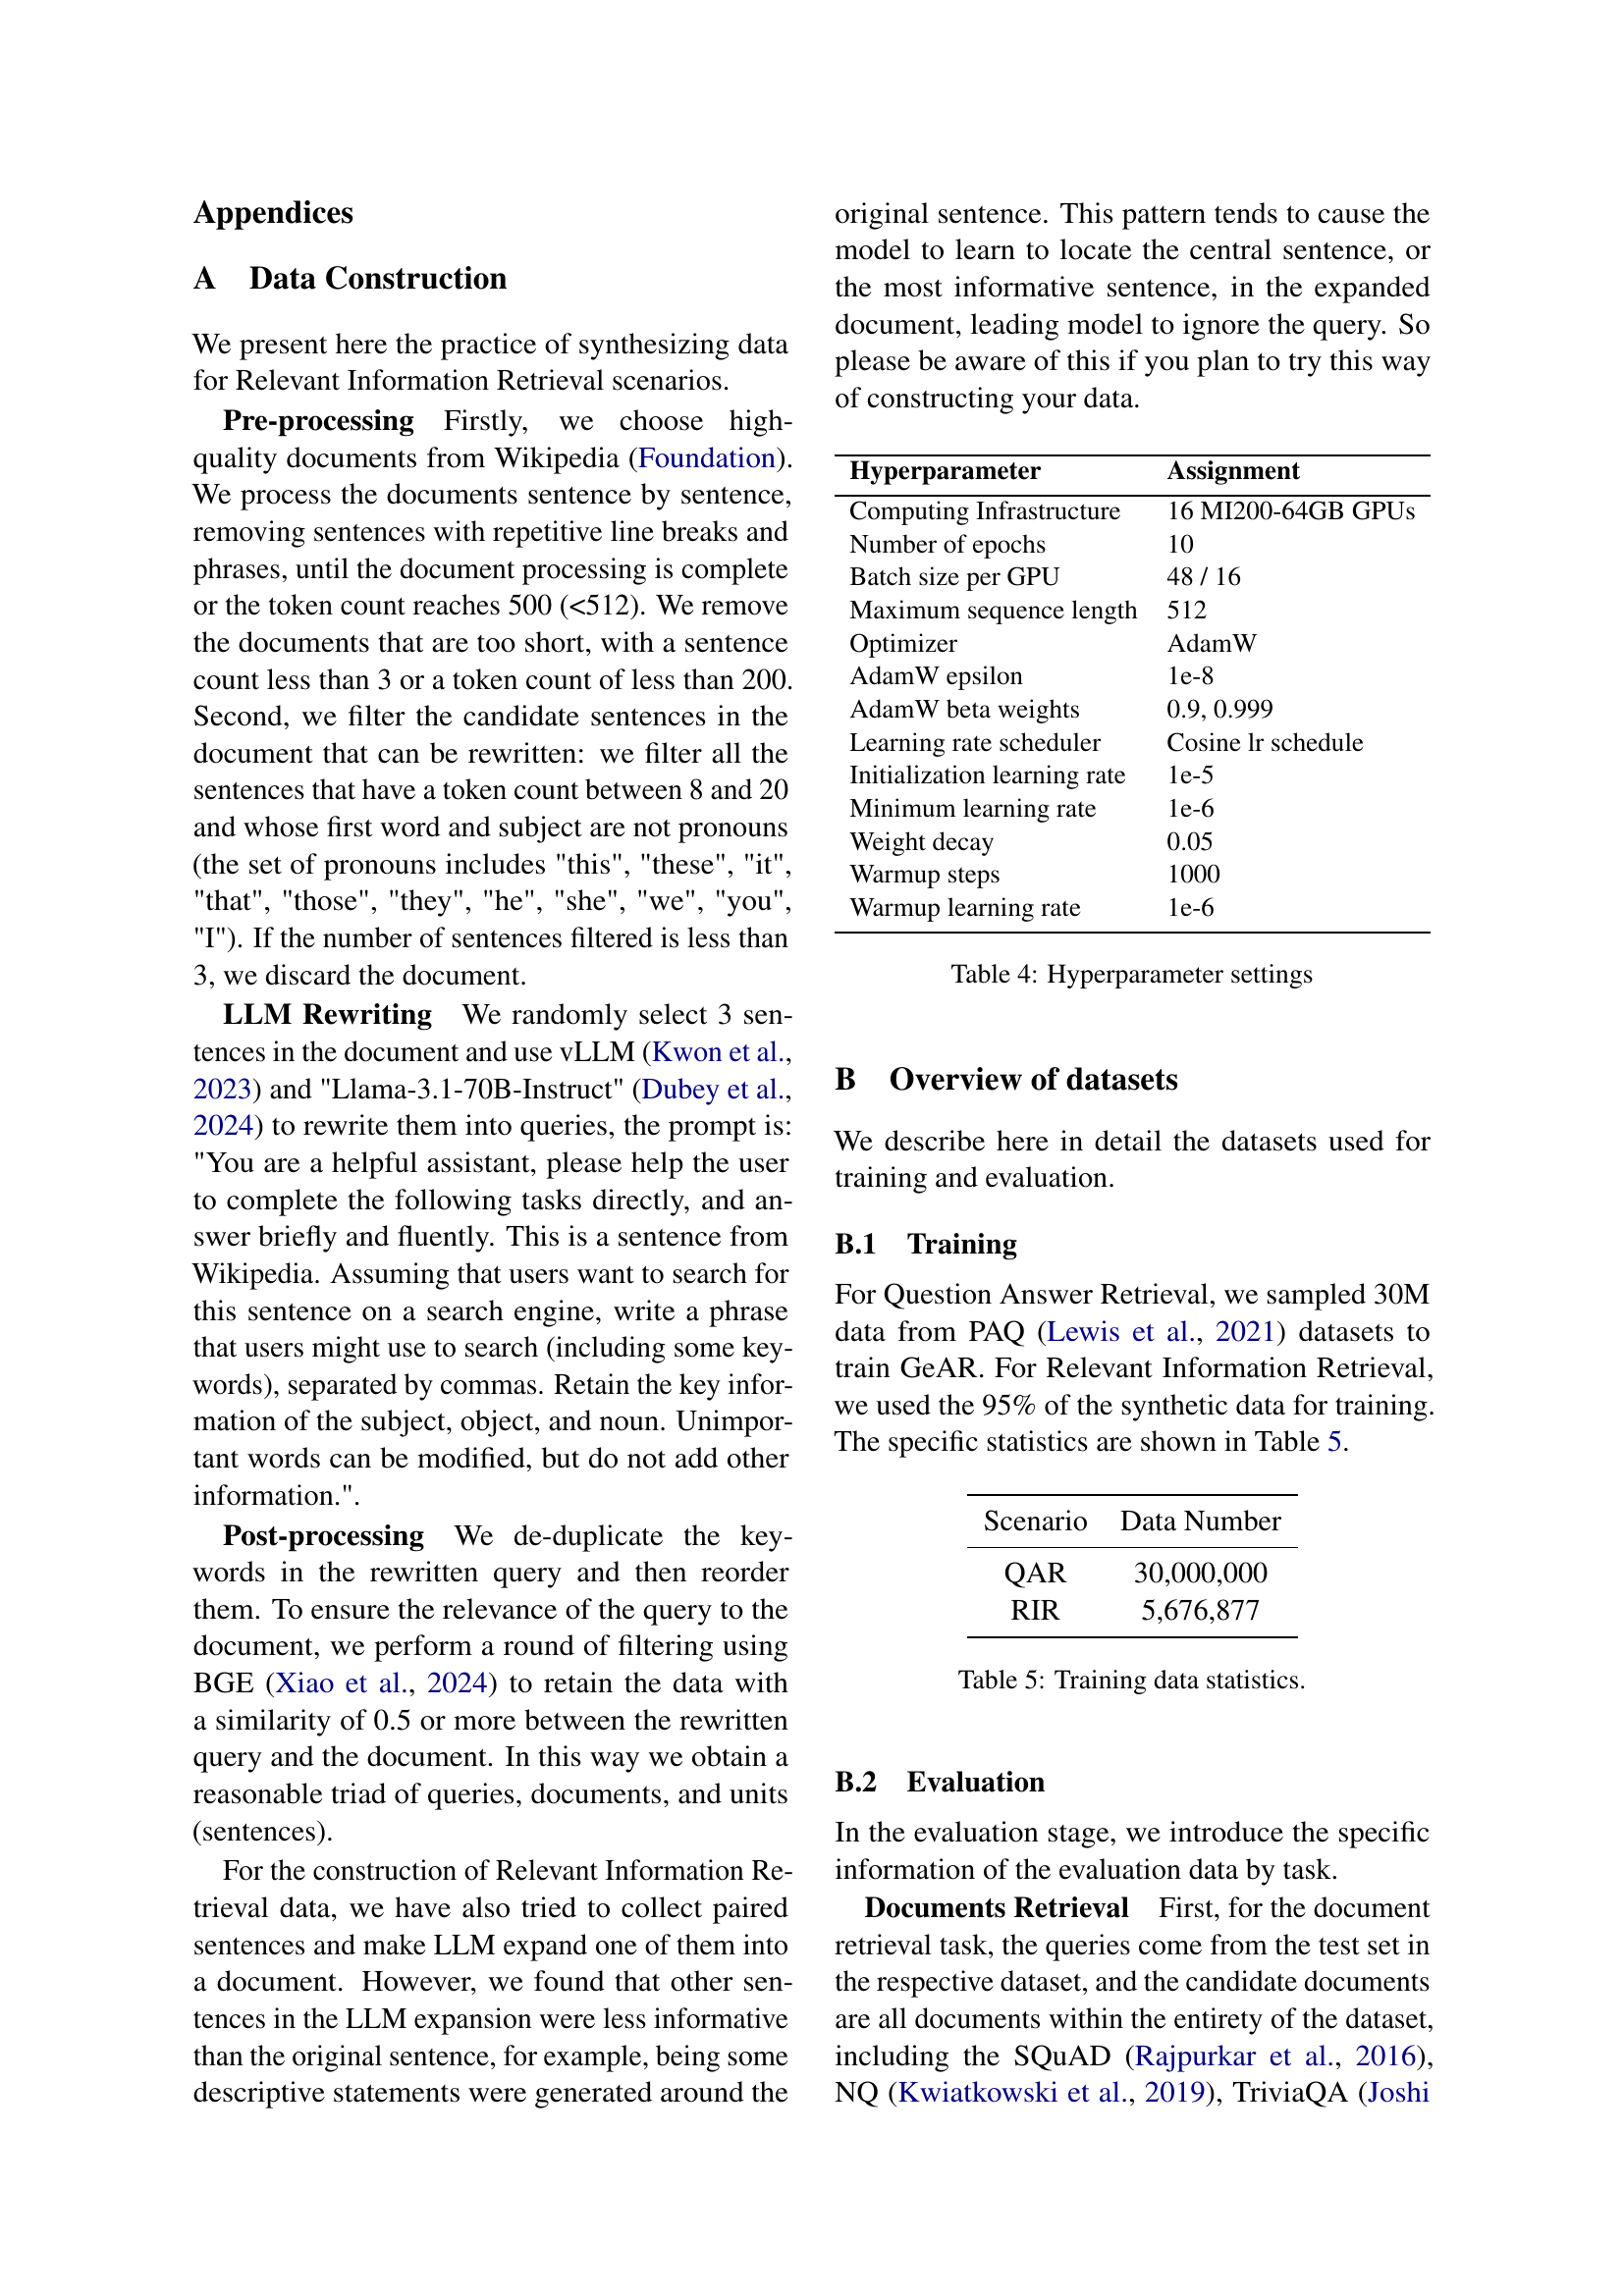 Appendices
A Data Construction
We present here the practice of synthesizing data
for Relevant Information Retrieval scenarios.
Pre-processing Firstly, we choose high-
quality documents from Wikipedia (Foundation).
We process the documents sentence by sentence,
removing sentences with repetitive line breaks and
phrases, until the document processing is complete
or the token count reaches 500 (<512). We remove
the documents that are too short, with a sentence
count less than 3 or a token count of less than 200.
Second, we filter the candidate sentences in the
document that can be rewritten: we filter all the
sentences that have a token count between 8 and 20
and whose first word and subject are not pronouns
(the set of pronouns includes "this", "these", "it",
"that", "those", "they", "he", "she", "we", "you",
"I"). If the number of sentences filtered is less than
3, we discard the document.
LLM Rewriting We randomly select 3 sen-
tences in the document and use vLLM (Kwon et al.,
2023) and "Llama-3.1-70B-Instruct" (Dubey et al.,
2024) to rewrite them into queries, the prompt is:
"You are a helpful assistant, please help the user
to complete the following tasks directly, and an-
swer briefly and fluently. This is a sentence from
Wikipedia. Assuming that users want to search for
this sentence on a search engine, write a phrase
that users might use to search (including some key-
words), separated by commas. Retain the key infor-
mation of the subject, object, and noun. Unimpor-
tant words can be modified, but do not add other
information.".
Post-processing We de-duplicate the key-
words in the rewritten query and then reorder
them. To ensure the relevance of the query to the
document, we perform a round of filtering using
BGE (Xiao et al., 2024) to retain the data with
a similarity of 0.5 or more between the rewritten
query and the document. In this way we obtain a
reasonable triad of queries, documents, and units
(sentences).
For the construction of Relevant Information Re-
trieval data, we have also tried to collect paired
sentences and make LLM expand one of them into
a document. However, we found that other sen-
tences in the LLM expansion were less informative
than the original sentence, for example, being some
descriptive statements were generated around the
original sentence. This pattern tends to cause the
model to learn to locate the central sentence, or
the most informative sentence, in the expanded
document, leading model to ignore the query. So
please be aware of this if you plan to try this way
of constructing your data.
Hyperparameter Assignment
Computing Infrastructure 16 MI200-64GB GPUs
Number of epochs 10
Batch size per GPU 48 / 16
Maximum sequence length 512
Optimizer AdamW
AdamW epsilon 1e-8
AdamW beta weights 0.9, 0.999
Learning rate scheduler Cosine lr schedule
Initialization learning rate 1e-5
Minimum learning rate 1e-6
Weight decay 0.05
Warmup steps 1000
Warmup learning rate 1e-6
Table 4: Hyperparameter settings
B Overview of datasets
We describe here in detail the datasets used for
training and evaluation.
B.1 Training
For Question Answer Retrieval, we sampled 30M
data from PAQ (Lewis et al., 2021) datasets to
train GeAR. For Relevant Information Retrieval,
we used the 95% of the synthetic data for training.
The specific statistics are shown in Table 5.
Scenario Data Number
QAR 30,000,000
RIR 5,676,877
Table 5: Training data statistics.
B.2 Evaluation
In the evaluation stage, we introduce the specific
information of the evaluation data by task.
Documents Retrieval First, for the document
retrieval task, the queries come from the test set in
the respective dataset, and the candidate documents
are all documents within the entirety of the dataset,
including the SQuAD (Rajpurkar et al., 2016),
NQ (Kwiatkowski et al., 2019), TriviaQA (Joshi